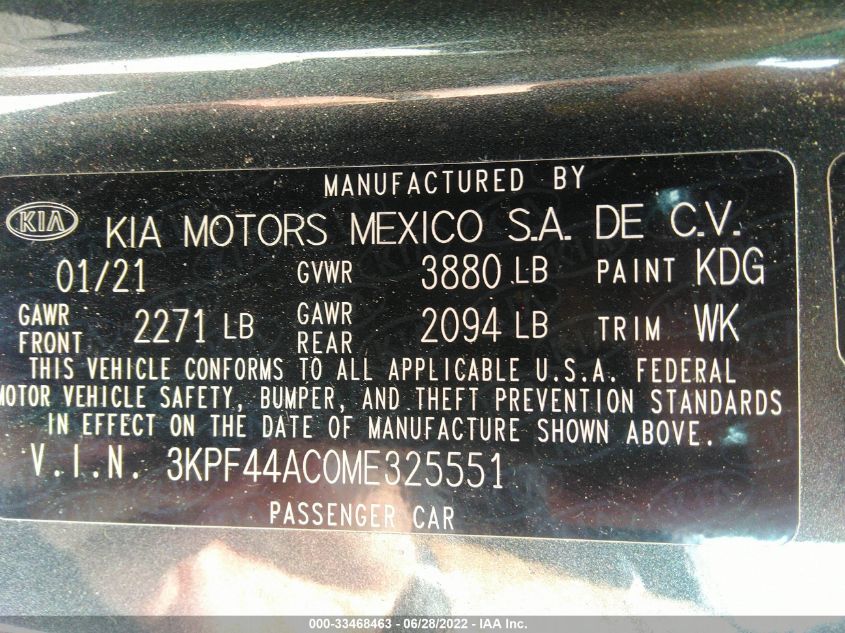 MANUFACTURED BY
KIA KIA MOTORS MEXICO S.A. DE C.V.
01/21 GVWR 3880 LB PAINT KDG
GAWR FRONT 2271 LB GAWR REAR 2094 LB TRIM WK
THIS VEHICLE CONFORMS TO ALL APPLICABLE U.S.A. FEDERAL
MOTOR VEHICLE SAFETY, BUMPER, AND THEFT PREVENTION STANDARDS
IN EFFECT ON THE DATE OF MANUFACTURE SHOWN ABOVE.
V.I.N. 3KPF44AC0ME325551
PASSENGER CAR
000-33468463 / 06/28/2022 - IAA Inc.